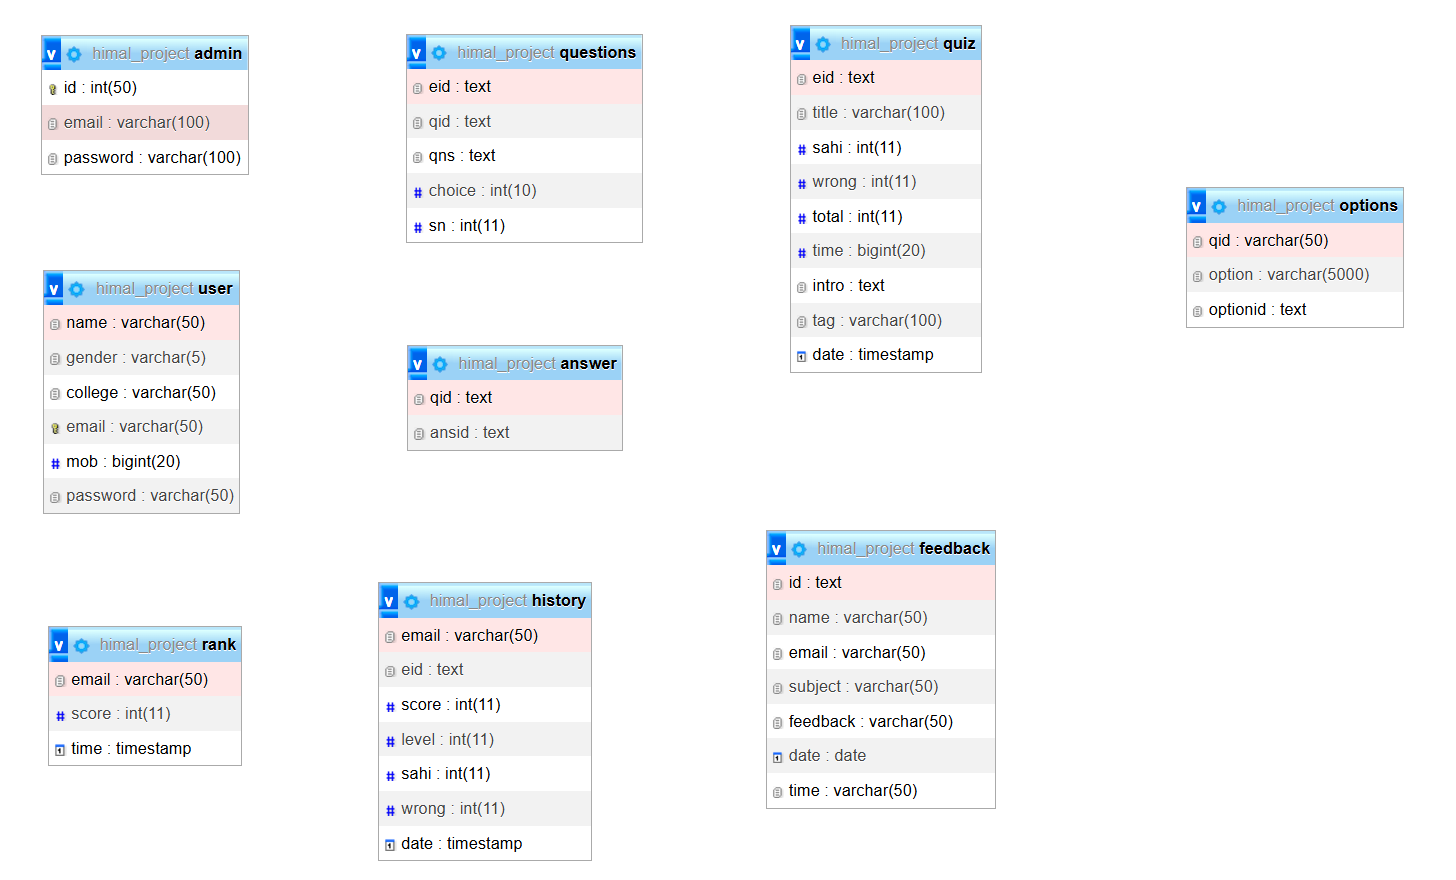 himal_project admin
id : int(50)
email : varchar(100)
password : varchar(100)
himal_project questions
eid : text
qid : text
qns : text
choice : int(10)
sn : int(11)
himal_project quiz
eid : text
title : varchar(100)
sahi : int(11)
wrong : int(11)
total : int(11)
time : bigint(20)
intro : text
tag : varchar(100)
date : timestamp
himal_project options
qid : varchar(50)
option : varchar(5000)
optionid : text
himal_project user
name : varchar(50)
gender : varchar(5)
college : varchar(50)
email : varchar(50)
mob : bigint(20)
password : varchar(50)
himal_project answer
qid : text
ansid : text
himal_project feedback
id : text
name : varchar(50)
email : varchar(50)
subject : varchar(50)
feedback : varchar(50)
date : date
time : varchar(50)
himal_project history
email : varchar(50)
eid : text
score : int(11)
level : int(11)
sahi : int(11)
wrong : int(11)
date : timestamp
himal_project rank
email : varchar(50)
score : int(11)
time : timestamp